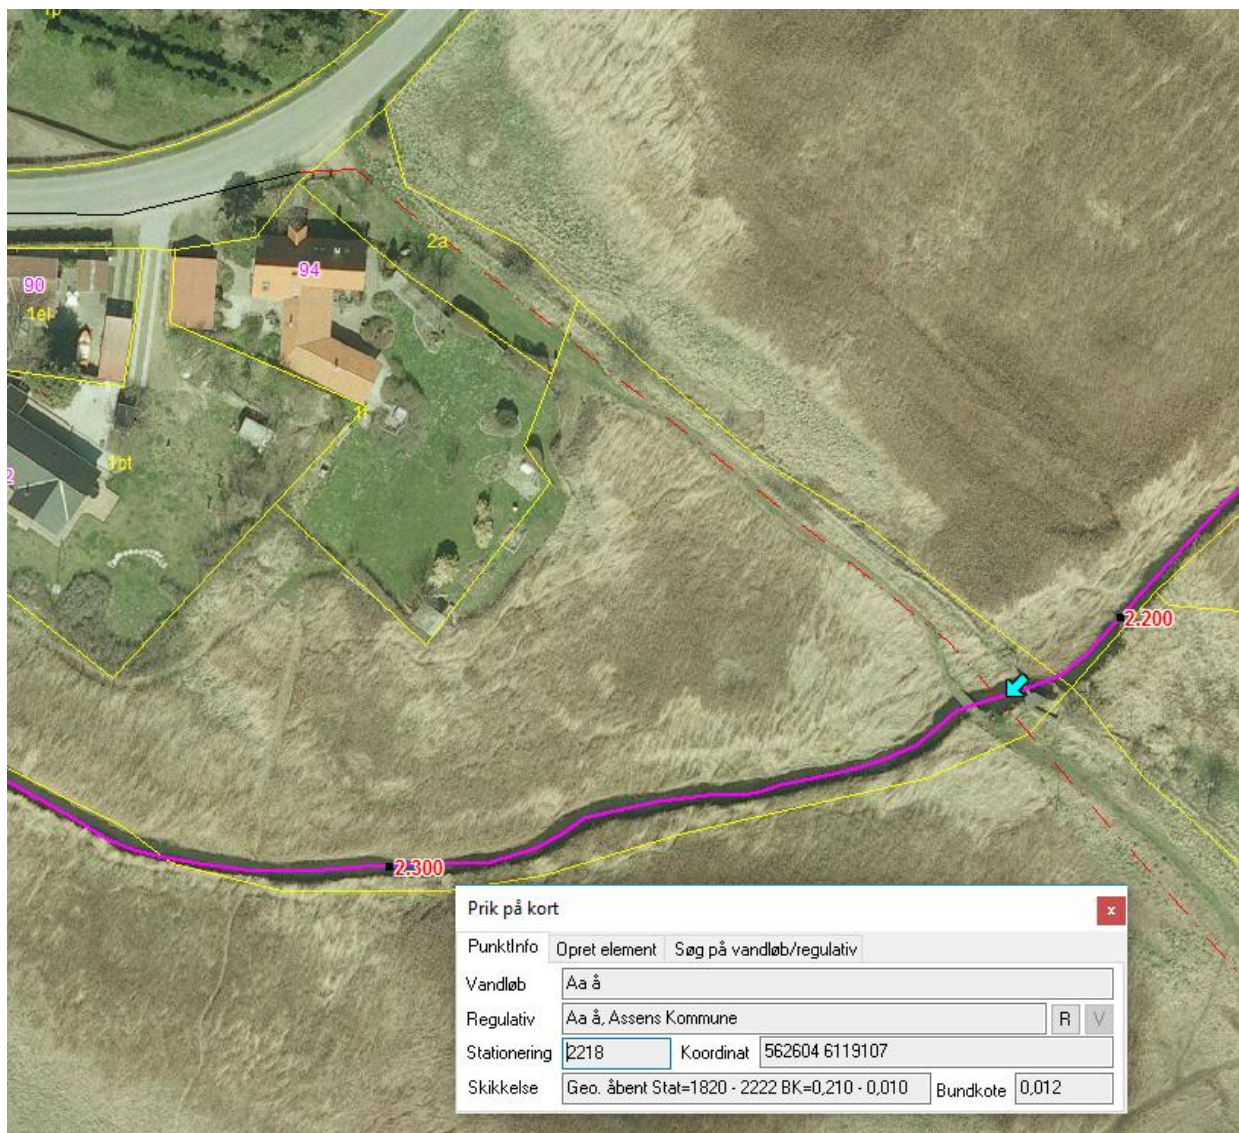 2a
94
90
1el
1f
1bt
2
2.200
2.300
Prik på kort
x
PunktInfo Opret element Søg på vandløb/regulativ
Vandløb Aa å
Regulativ Aa å, Assens Kommune R V
Stationering 2218 Koordinat 562604 6119107
Skikkelse Geo. åbent Stat=1820 - 2222 BK=0,210 - 0,010 Bundkote 0,012